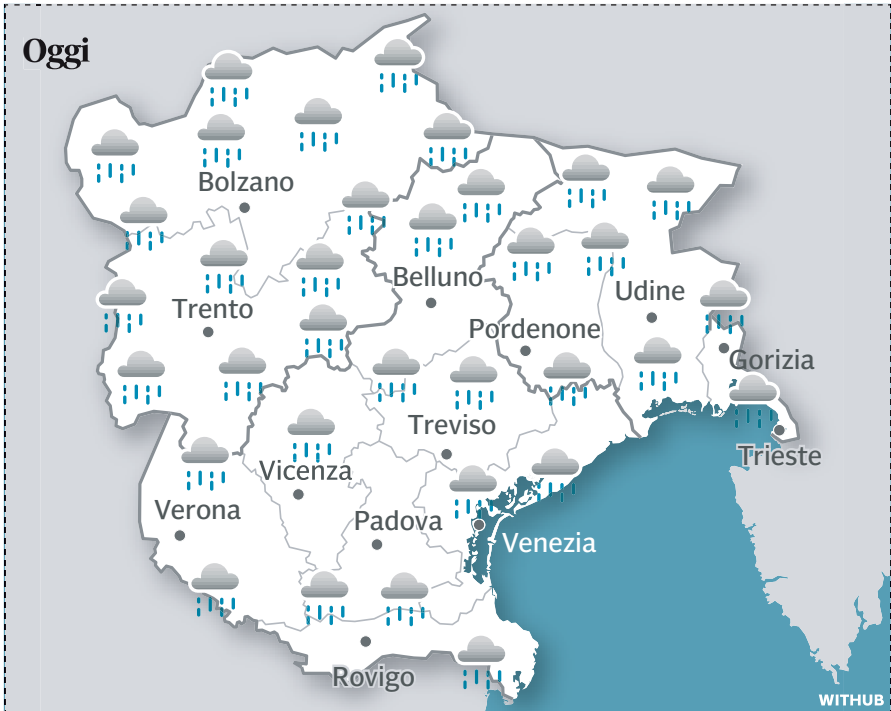 Oggi
Bolzano
Belluno
Trento
Udine
Pordenone
Gorizia
Treviso
Trieste
Vicenza
Verona
Padova
Venezia
Rovigo
WITHUB